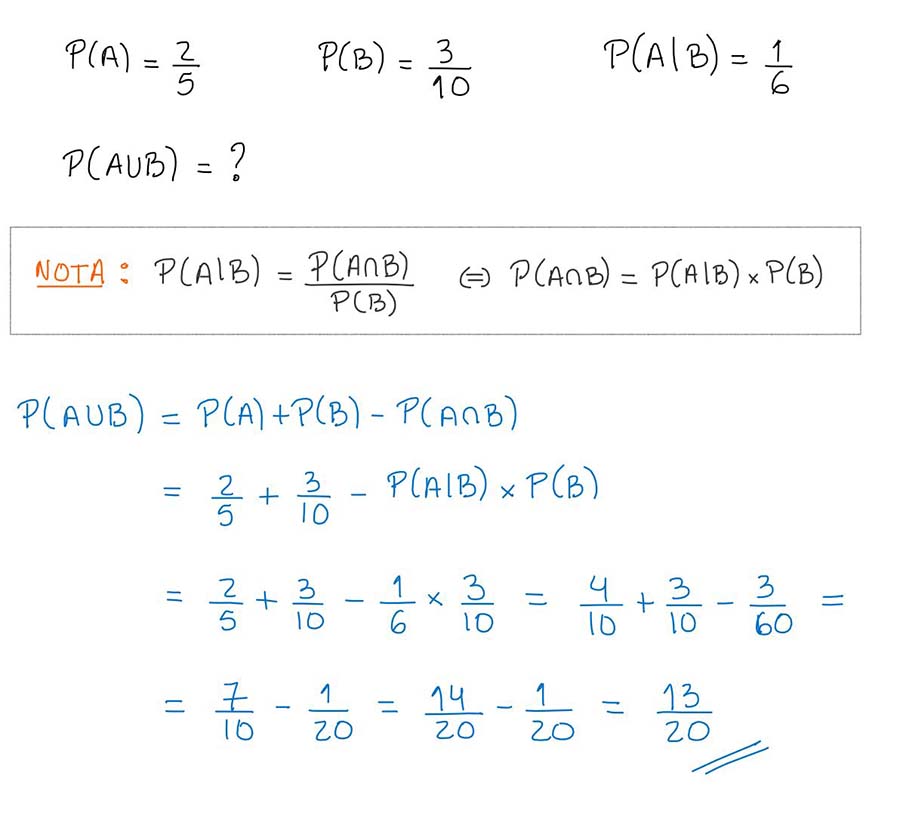 P(A) = 2/5 P(B) = 3/10 P(A|B) = 1/6
P(A∪B) = ?
NOTA : P(A|B) = P(A∩B)/P(B) ⇔ P(A∩B) = P(A|B) × P(B)
P(A∪B) = P(A) + P(B) - P(A∩B)
= 2/5 + 3/10 - P(A|B) × P(B)
= 2/5 + 3/10 - 1/6 × 3/10 = 4/10 + 3/10 - 3/60 =
= 7/10 - 1/20 = 14/20 - 1/20 = 13/20